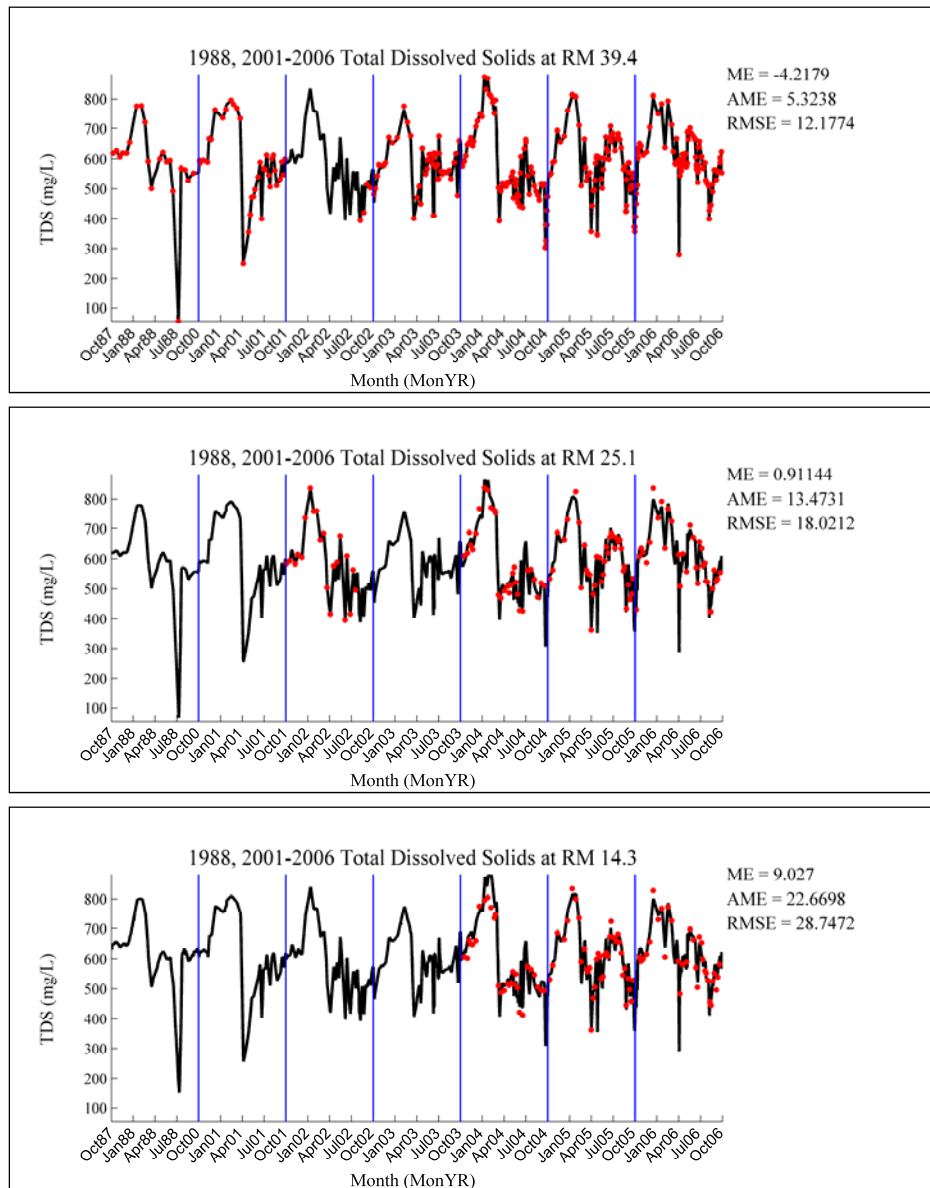 1988, 2001-2006 Total Dissolved Solids at RM 39.4
ME = -4.2179
AME = 5.3238
RMSE = 12.1774
TDS (mg/L)
800
700
600
500
400
300
200
100
Oct87 Jan88 Apr88 Jul88 Oct00 Jan01 Apr01 Jul01 Oct01 Jan02 Apr02 Jul02 Oct02 Jan03 Apr03 Jul03 Oct03 Jan04 Apr04 Jul04 Oct04 Jan05 Apr05 Jul05 Oct05 Jan06 Apr06 Jul06 Oct06
Month (MonYR)
1988, 2001-2006 Total Dissolved Solids at RM 25.1
ME = 0.91144
AME = 13.4731
RMSE = 18.0212
TDS (mg/L)
800
700
600
500
400
300
200
100
Oct87 Jan88 Apr88 Jul88 Oct00 Jan01 Apr01 Jul01 Oct01 Jan02 Apr02 Jul02 Oct02 Jan03 Apr03 Jul03 Oct03 Jan04 Apr04 Jul04 Oct04 Jan05 Apr05 Jul05 Oct05 Jan06 Apr06 Jul06 Oct06
Month (MonYR)
1988, 2001-2006 Total Dissolved Solids at RM 14.3
ME = 9.027
AME = 22.6698
RMSE = 28.7472
TDS (mg/L)
800
700
600
500
400
300
200
100
Oct87 Jan88 Apr88 Jul88 Oct00 Jan01 Apr01 Jul01 Oct01 Jan02 Apr02 Jul02 Oct02 Jan03 Apr03 Jul03 Oct03 Jan04 Apr04 Jul04 Oct04 Jan05 Apr05 Jul05 Oct05 Jan06 Apr06 Jul06 Oct06
Month (MonYR)